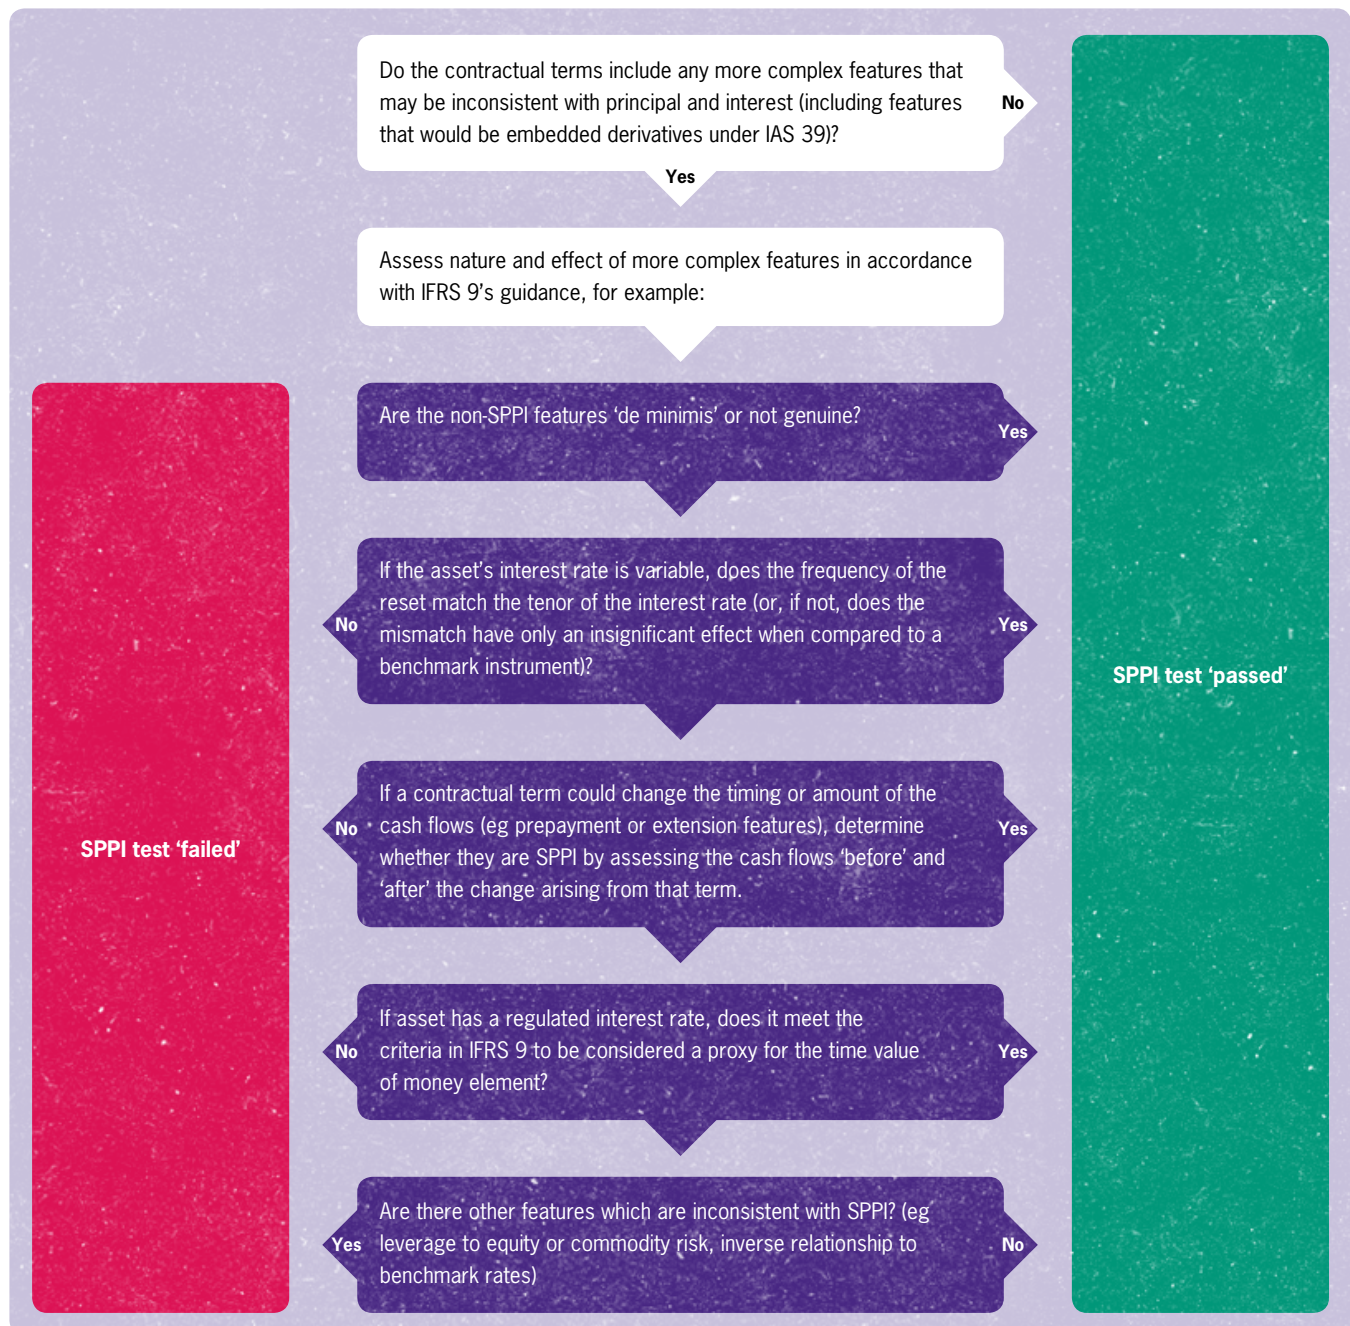 Do the contractual terms include any more complex features that
may be inconsistent with principal and interest (including features
that would be embedded derivatives under IAS 39)?
No
Yes
Assess nature and effect of more complex features in accordance
with IFRS 9’s guidance, for example:
Are the non-SPPI features ‘de minimis’ or not genuine?
Yes
If the asset’s interest rate is variable, does the frequency of the
reset match the tenor of the interest rate (or, if not, does the
mismatch have only an insignificant effect when compared to a
benchmark instrument)?
No
Yes
SPPI test ‘passed’
If a contractual term could change the timing or amount of the
cash flows (eg prepayment or extension features), determine
whether they are SPPI by assessing the cash flows ‘before’ and
‘after’ the change arising from that term.
No
Yes
SPPI test ‘failed’
If asset has a regulated interest rate, does it meet the
criteria in IFRS 9 to be considered a proxy for the time value
of money element?
No
Yes
Are there other features which are inconsistent with SPPI? (eg
leverage to equity or commodity risk, inverse relationship to
benchmark rates)
Yes
No